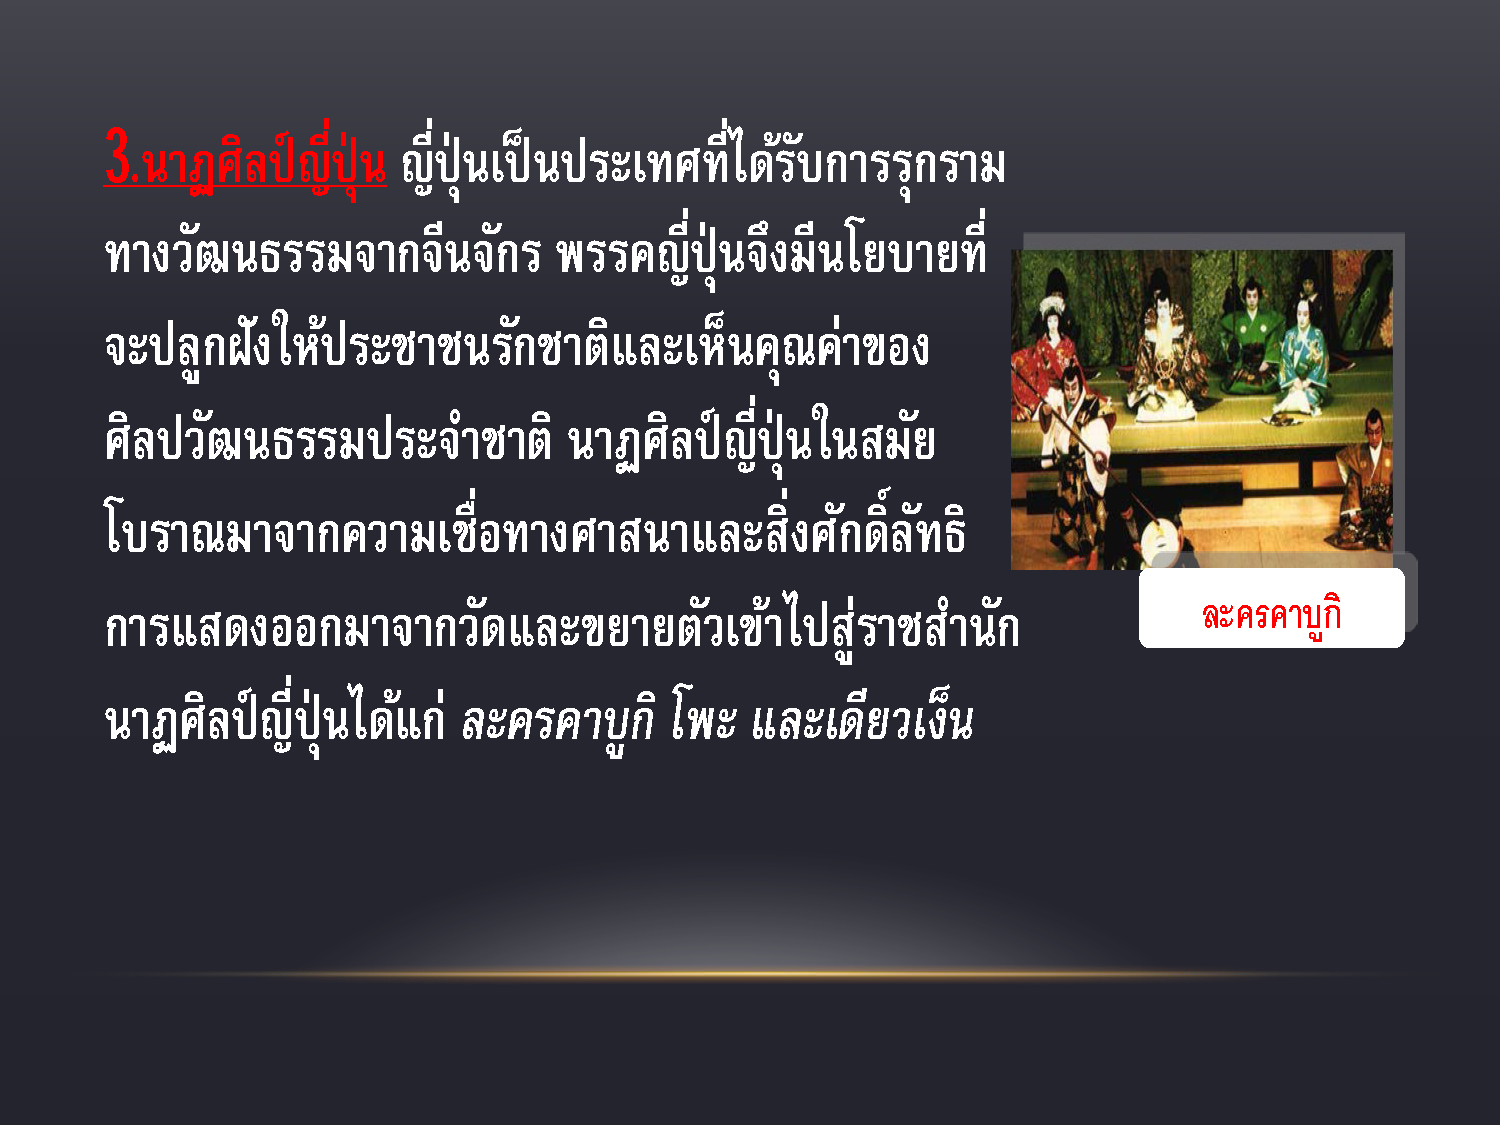 3.นาฏศิลป์ญี่ปุ่น ญี่ปุ่นเป็นประเทศที่ได้รับการรุกราม
ทางวัฒนธรรมจากจีนจักร พรรคญี่ปุ่นจึงมีนโยบายที่
จะปลูกฝังให้ประชาชนรักชาติและเห็นคุณค่าของ
ศิลปวัฒนธรรมประจำชาติ นาฏศิลป์ญี่ปุ่นในสมัย
โบราณมาจากความเชื่อทางศาสนาและสิ่งศักดิ์ลัทธิ
การแสดงออกมาจากวัดและขยายตัวเข้าไปสู่ราชสำนัก
นาฏศิลป์ญี่ปุ่นได้แก่ ละครคาบูกิ โพะ และเดียวเง็น
ละครคาบูกิ